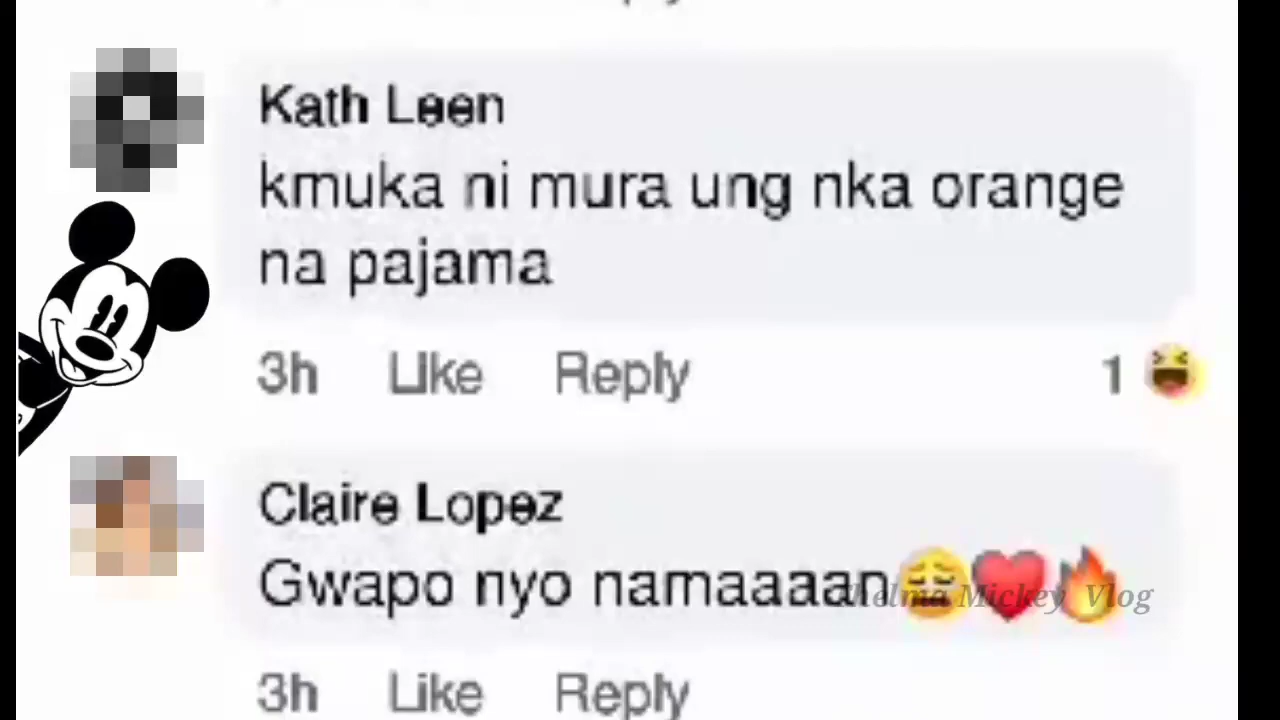 Kath Leen
kmuka ni mura ung nka orange
na pajama
3h Like Reply 1
Claire Lopez
Gwapo nyo namaaaan😩❤️🔥
Thelma Mickey Vlog
3h Like Reply